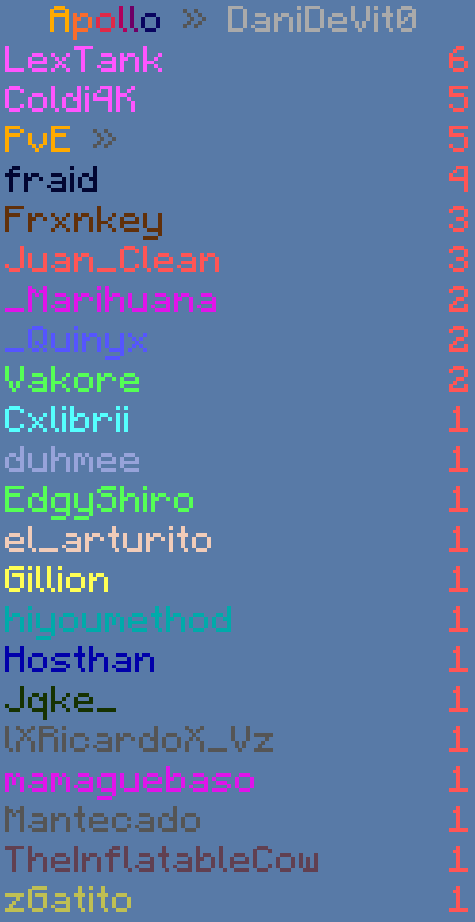 Apollo » DaniDeVit0
LexTank 6
Coldi4K 5
PvE » 5
fraid 4
Frxnkey 3
Juan_Clean 3
_Marihuana 2
_Quinyx 2
Vakore 2
Cxlibrii 1
duhmee 1
EdgyShiro 1
el_arturito 1
Gillion 1
hiyoumethod 1
Hosthan 1
Jqke_ 1
lXRicardoX_Vz 1
mamaguebaso 1
Mantecado 1
TheInflatableCow 1
zGatito 1